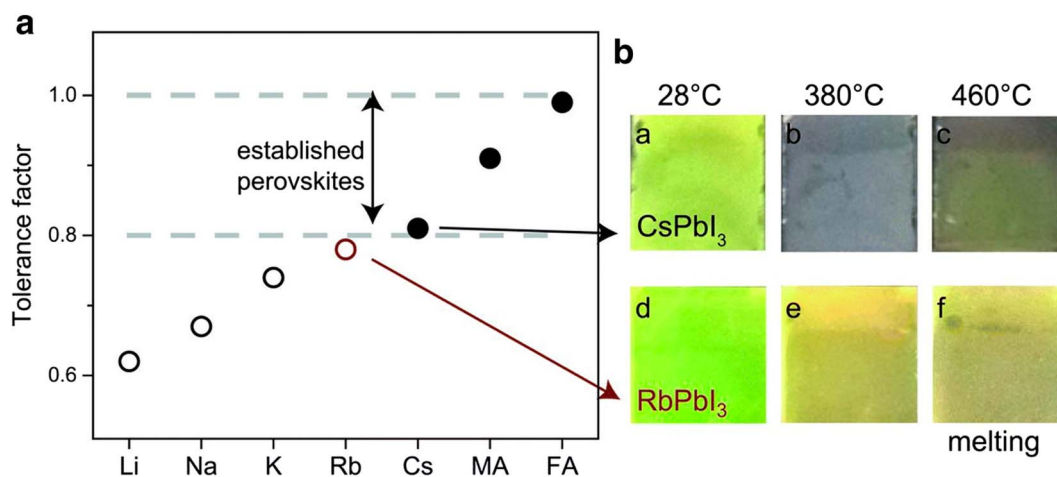 a
Tolerance factor
1.0
0.8
0.6
established
perovskites
Li Na K Rb Cs MA FA
b
28°C 380°C 460°C
a b c
CsPbI₃
d e f
RbPbI₃
melting